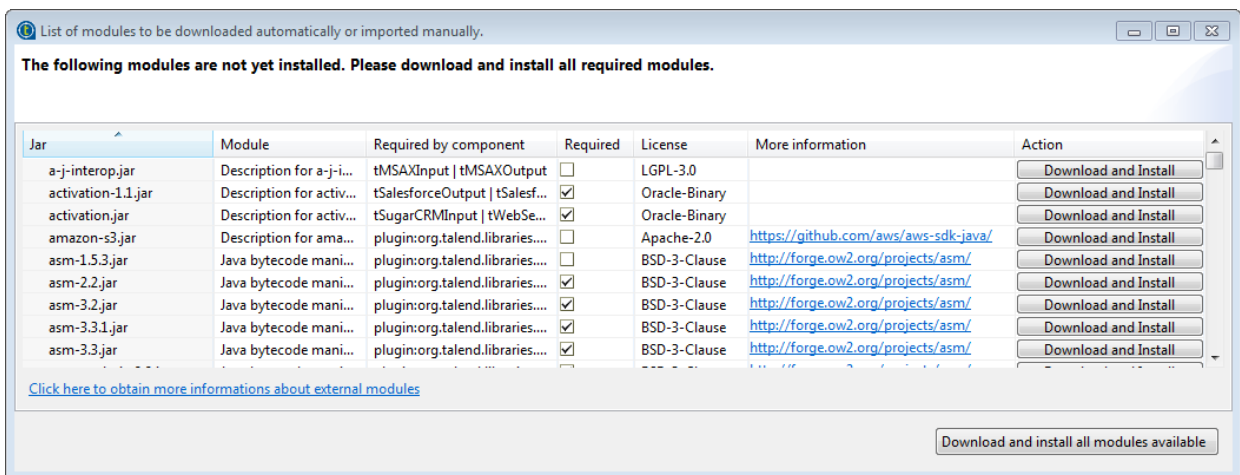 List of modules to be downloaded automatically or imported manually.
The following modules are not yet installed. Please download and install all required modules.
Jar Module Required by component Required License More information Action
a-j-interop.jar Description for a-j-i... tMSAXInput | tMSAXOutput LGPL-3.0 Download and Install
activation-1.1.jar Description for activ... tSalesforceOutput | tSalesf... Oracle-Binary Download and Install
activation.jar Description for activ... tSugarCRMInput | tWebSe... Oracle-Binary Download and Install
amazon-s3.jar Description for ama... plugin:org.talend.libraries.... Apache-2.0 https://github.com/aws/aws-sdk-java/ Download and Install
asm-1.5.3.jar Java bytecode mani... plugin:org.talend.libraries.... BSD-3-Clause http://forge.ow2.org/projects/asm/ Download and Install
asm-2.2.jar Java bytecode mani... plugin:org.talend.libraries.... BSD-3-Clause http://forge.ow2.org/projects/asm/ Download and Install
asm-3.2.jar Java bytecode mani... plugin:org.talend.libraries.... BSD-3-Clause http://forge.ow2.org/projects/asm/ Download and Install
asm-3.3.1.jar Java bytecode mani... plugin:org.talend.libraries.... BSD-3-Clause http://forge.ow2.org/projects/asm/ Download and Install
asm-3.3.jar Java bytecode mani... plugin:org.talend.libraries.... BSD-3-Clause http://forge.ow2.org/projects/asm/ Download and Install
Click here to obtain more informations about external modules
Download and install all modules available